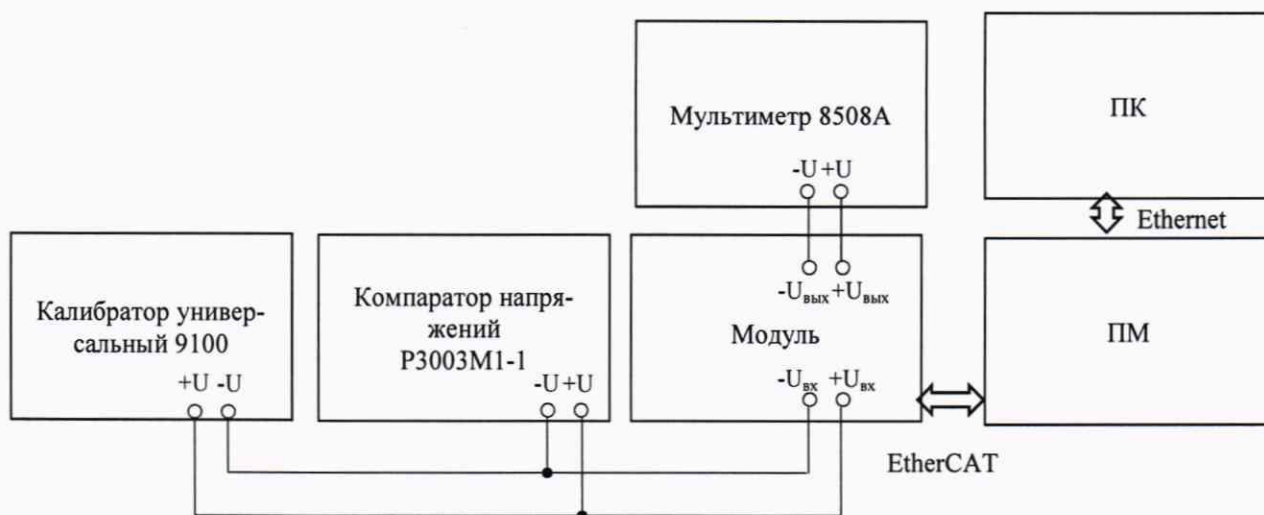 Мультиметр 8508А
-U +U
ПК
Ethernet
Калибратор универ-
сальный 9100
+U -U
Компаратор напря-
жений
Р3003М1-1
-U +U
-Uвых +Uвых
Модуль
-Uвх +Uвх
ПМ
EtherCAT